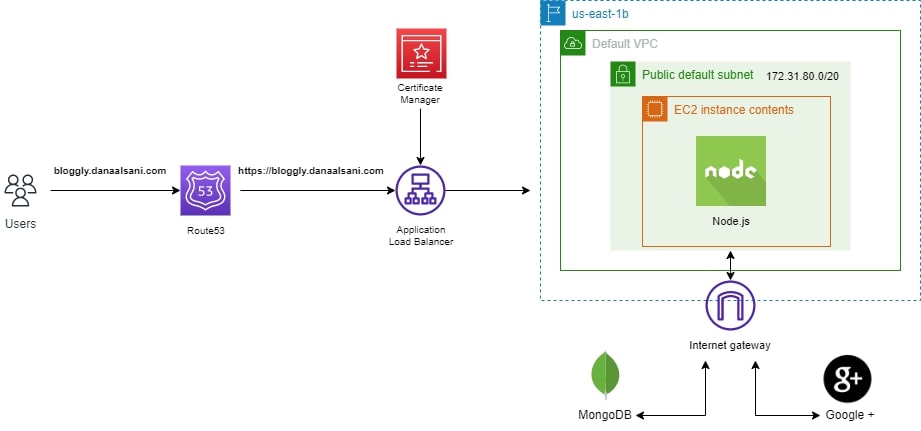 us-east-1b
Default VPC
Public default subnet
172.31.80.0/20
EC2 instance contents
node
Node.js
Certificate
Manager
bloggly.danaalsani.com
https://bloggly.danaalsani.com
53
Users
Route53
Application
Load Balancer
Internet gateway
g+
MongoDB
Google +